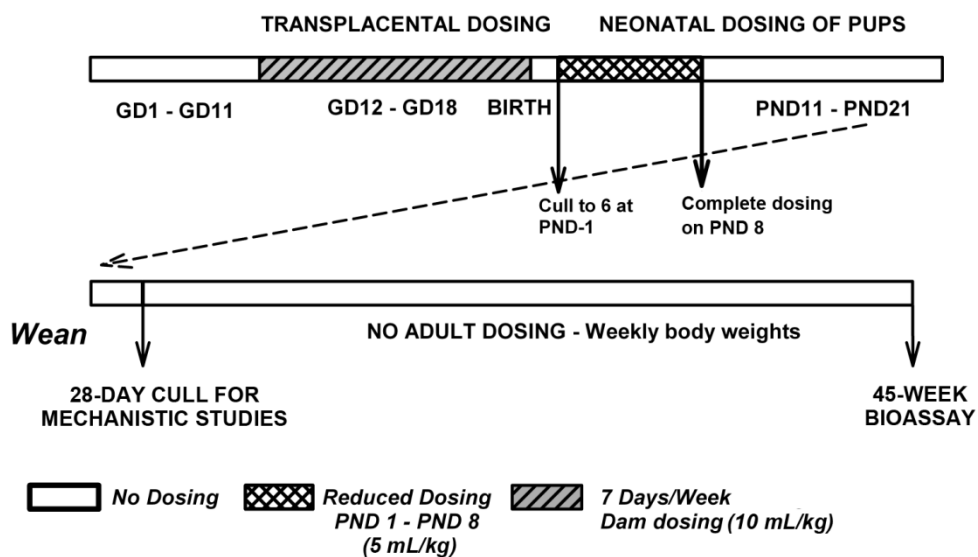 TRANSPLACENTAL DOSING
NEONATAL DOSING OF PUPS
GD1 - GD11
GD12 - GD18
BIRTH
PND11 - PND21
Cull to 6 at
PND-1
Complete dosing
on PND 8
Wean
NO ADULT DOSING - Weekly body weights
28-DAY CULL FOR
MECHANISTIC STUDIES
45-WEEK
BIOASSAY
No Dosing
Reduced Dosing
PND 1 - PND 8
(5 mL/kg)
7 Days/Week
Dam dosing (10 mL/kg)